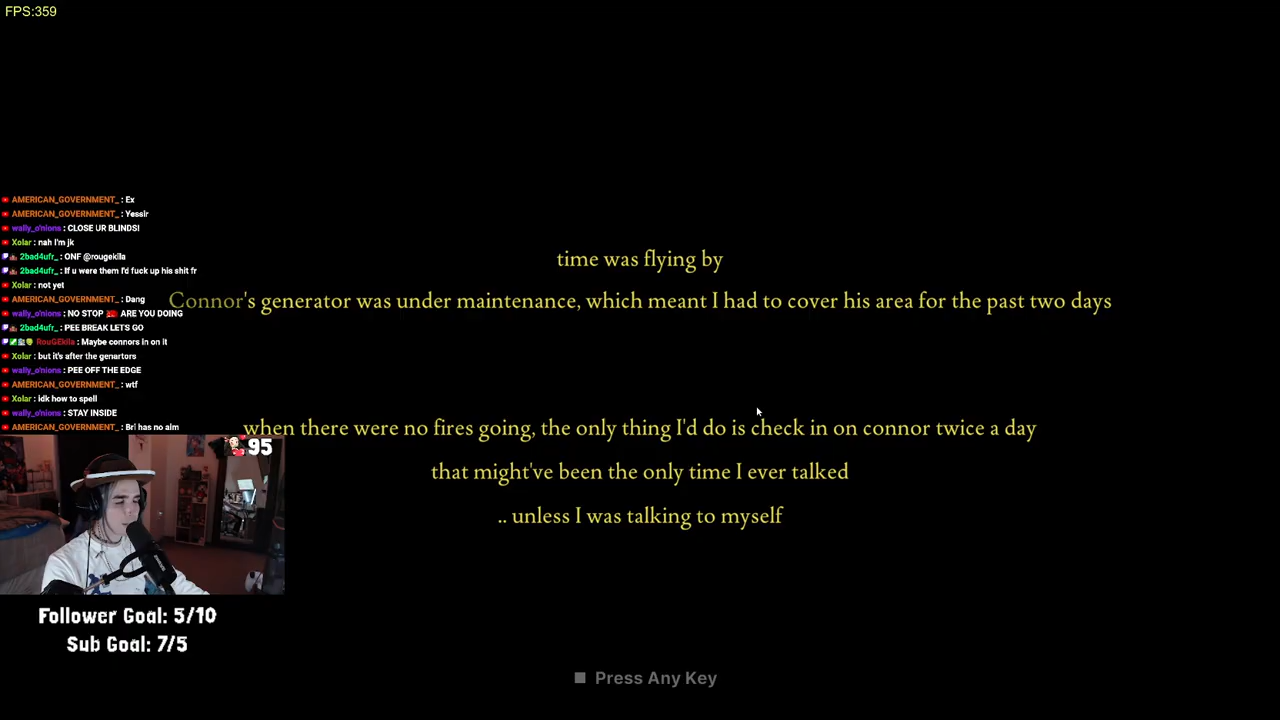 FPS:359
AMERICAN_GOVERNMENT_ : Ex
AMERICAN_GOVERNMENT_ : Yessir
wally_o'nions : CLOSE UR BLINDS!
Xolar : nah I'm jk
2bad4ufr_ : ONF @rougekila
2bad4ufr_ : If u were them I'd fuck up his shit fr
Xolar : not yet
AMERICAN_GOVERNMENT_ : Dang
wally_o'nions : NO STOP ARE YOU DOING
2bad4ufr_ : PEE BREAK LETS GO
RouGEkila : Maybe connors in on it
Xolar : but it's after the genartors
wally_o'nions : PEE OFF THE EDGE
AMERICAN_GOVERNMENT_ : wtf
Xolar : idk how to spell
wally_o'nions : STAY INSIDE
AMERICAN_GOVERNMENT_ : Bri has no aim
time was flying by
Connor's generator was under maintenance, which meant I had to cover his area for the past two days
when there were no fires going, the only thing I'd do is check in on connor twice a day
that might've been the only time I ever talked
.. unless I was talking to myself
95
Follower Goal: 5/10
Sub Goal: 7/5
Press Any Key